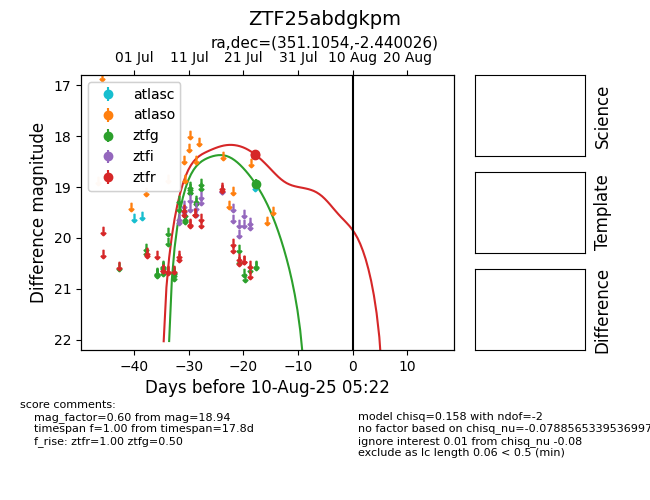 ZTF25abdgkpm
ra,dec=(351.1054,-2.440026)
01 Jul 11 Jul 21 Jul 31 Jul 10 Aug 20 Aug
17
18
19
20
21
22
Difference magnitude
atlasc
atlaso
ztfg
ztfi
ztfr
−40 −30 −20 −10 0 10
Days before 10-Aug-25 05:22
Science
Template
Difference
score comments:
mag_factor=0.60 from mag=18.94
timespan f=1.00 from timespan=17.8d
f_rise: ztfr=1.00 ztfg=0.50
model chisq=0.158 with ndof=-2
no factor based on chisq_nu=-0.0788565339536997
ignore interest 0.01 from chisq_nu -0.08
exclude as lc length 0.06 < 0.5 (min)